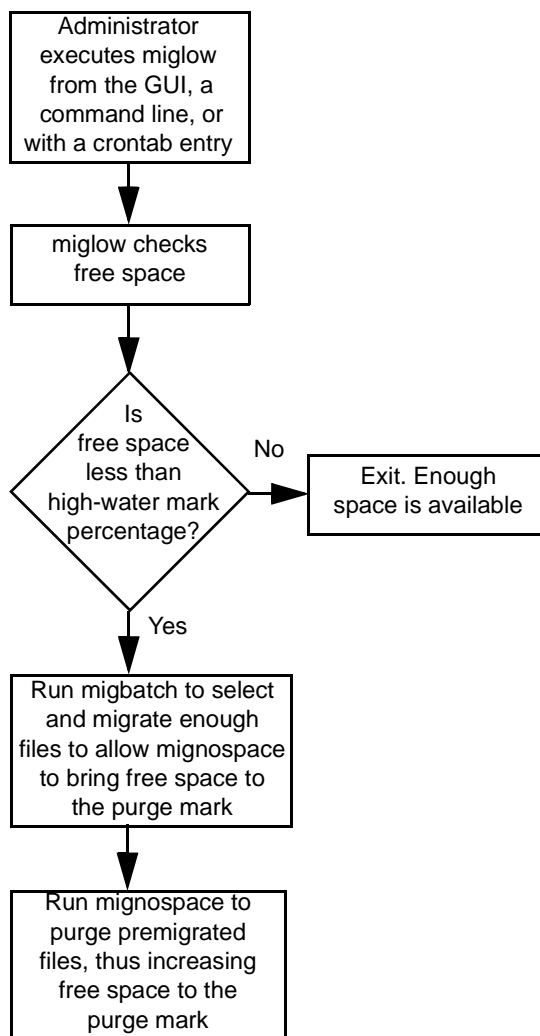 Administrator
executes miglow
from the GUI, a
command line, or
with a crontab entry
miglow checks
free space
Is
free space
less than
high-water mark
percentage?
No
Exit. Enough
space is available
Yes
Run migbatch to select
and migrate enough
files to allow mignospace
to bring free space to
the purge mark
Run mignospace to
purge premigrated
files, thus increasing
free space to the
purge mark